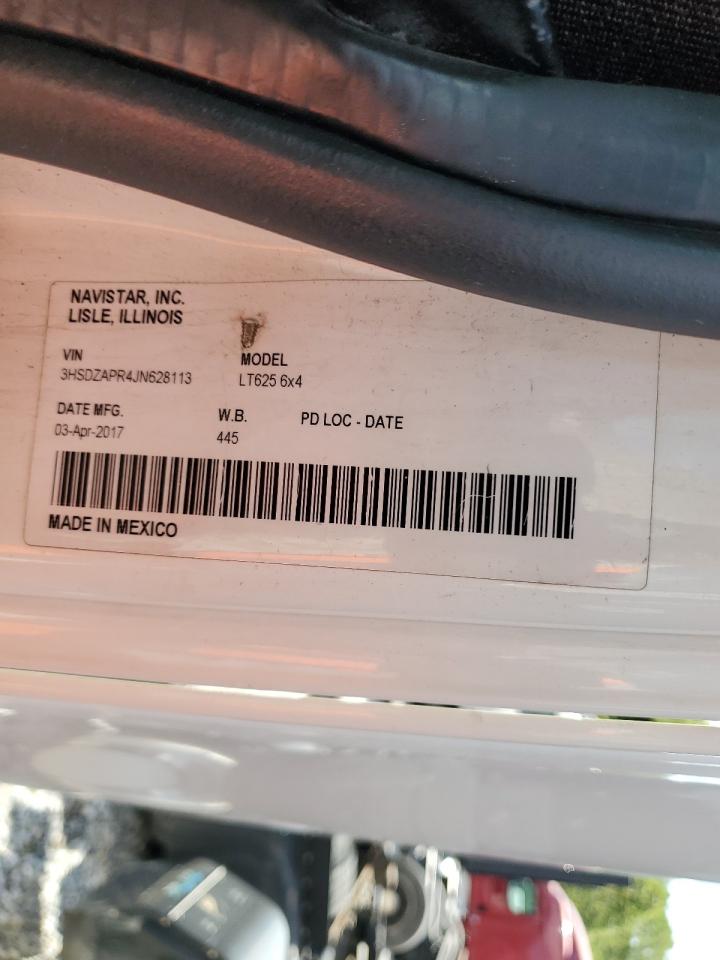 NAVISTAR, INC.
LISLE, ILLINOIS
VIN MODEL
3HSDZAPR4JN628113 LT625 6x4
DATE MFG. W.B. PD LOC - DATE
03-Apr-2017 445
MADE IN MEXICO